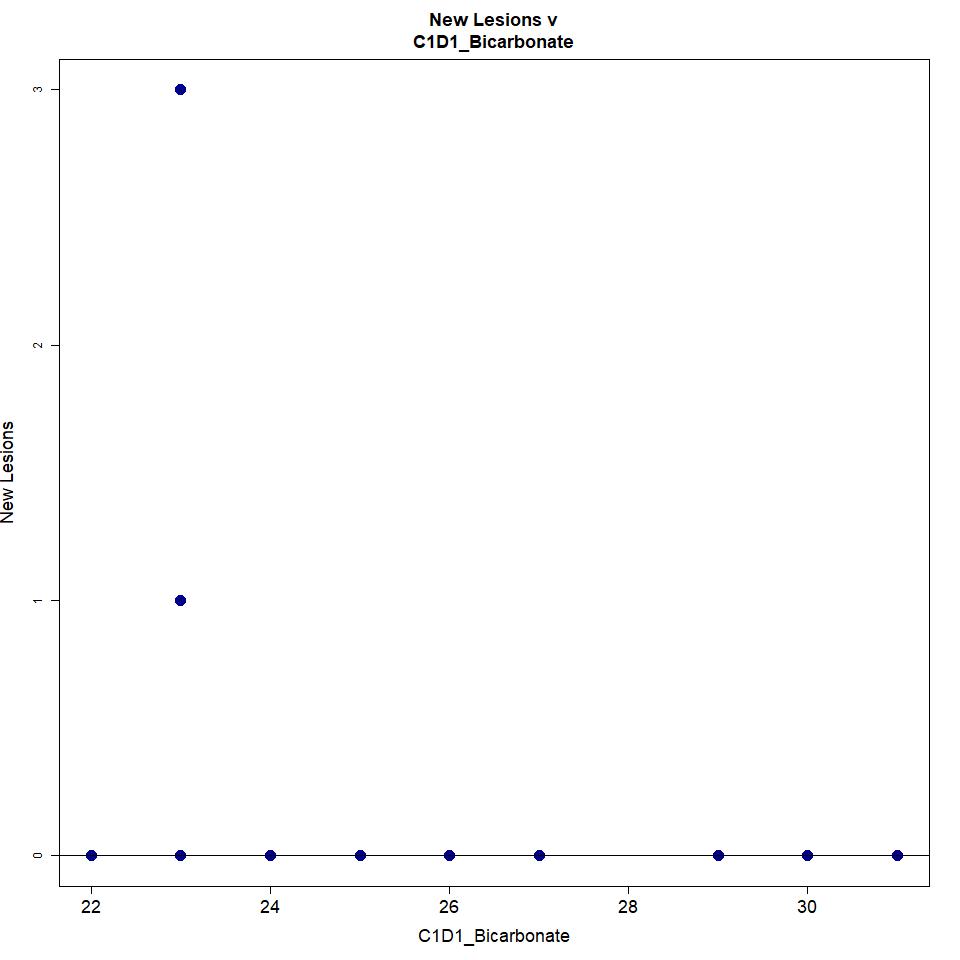 New Lesions v
C1D1_Bicarbonate
3
2
1
0
New Lesions
22 24 26 28 30
C1D1_Bicarbonate